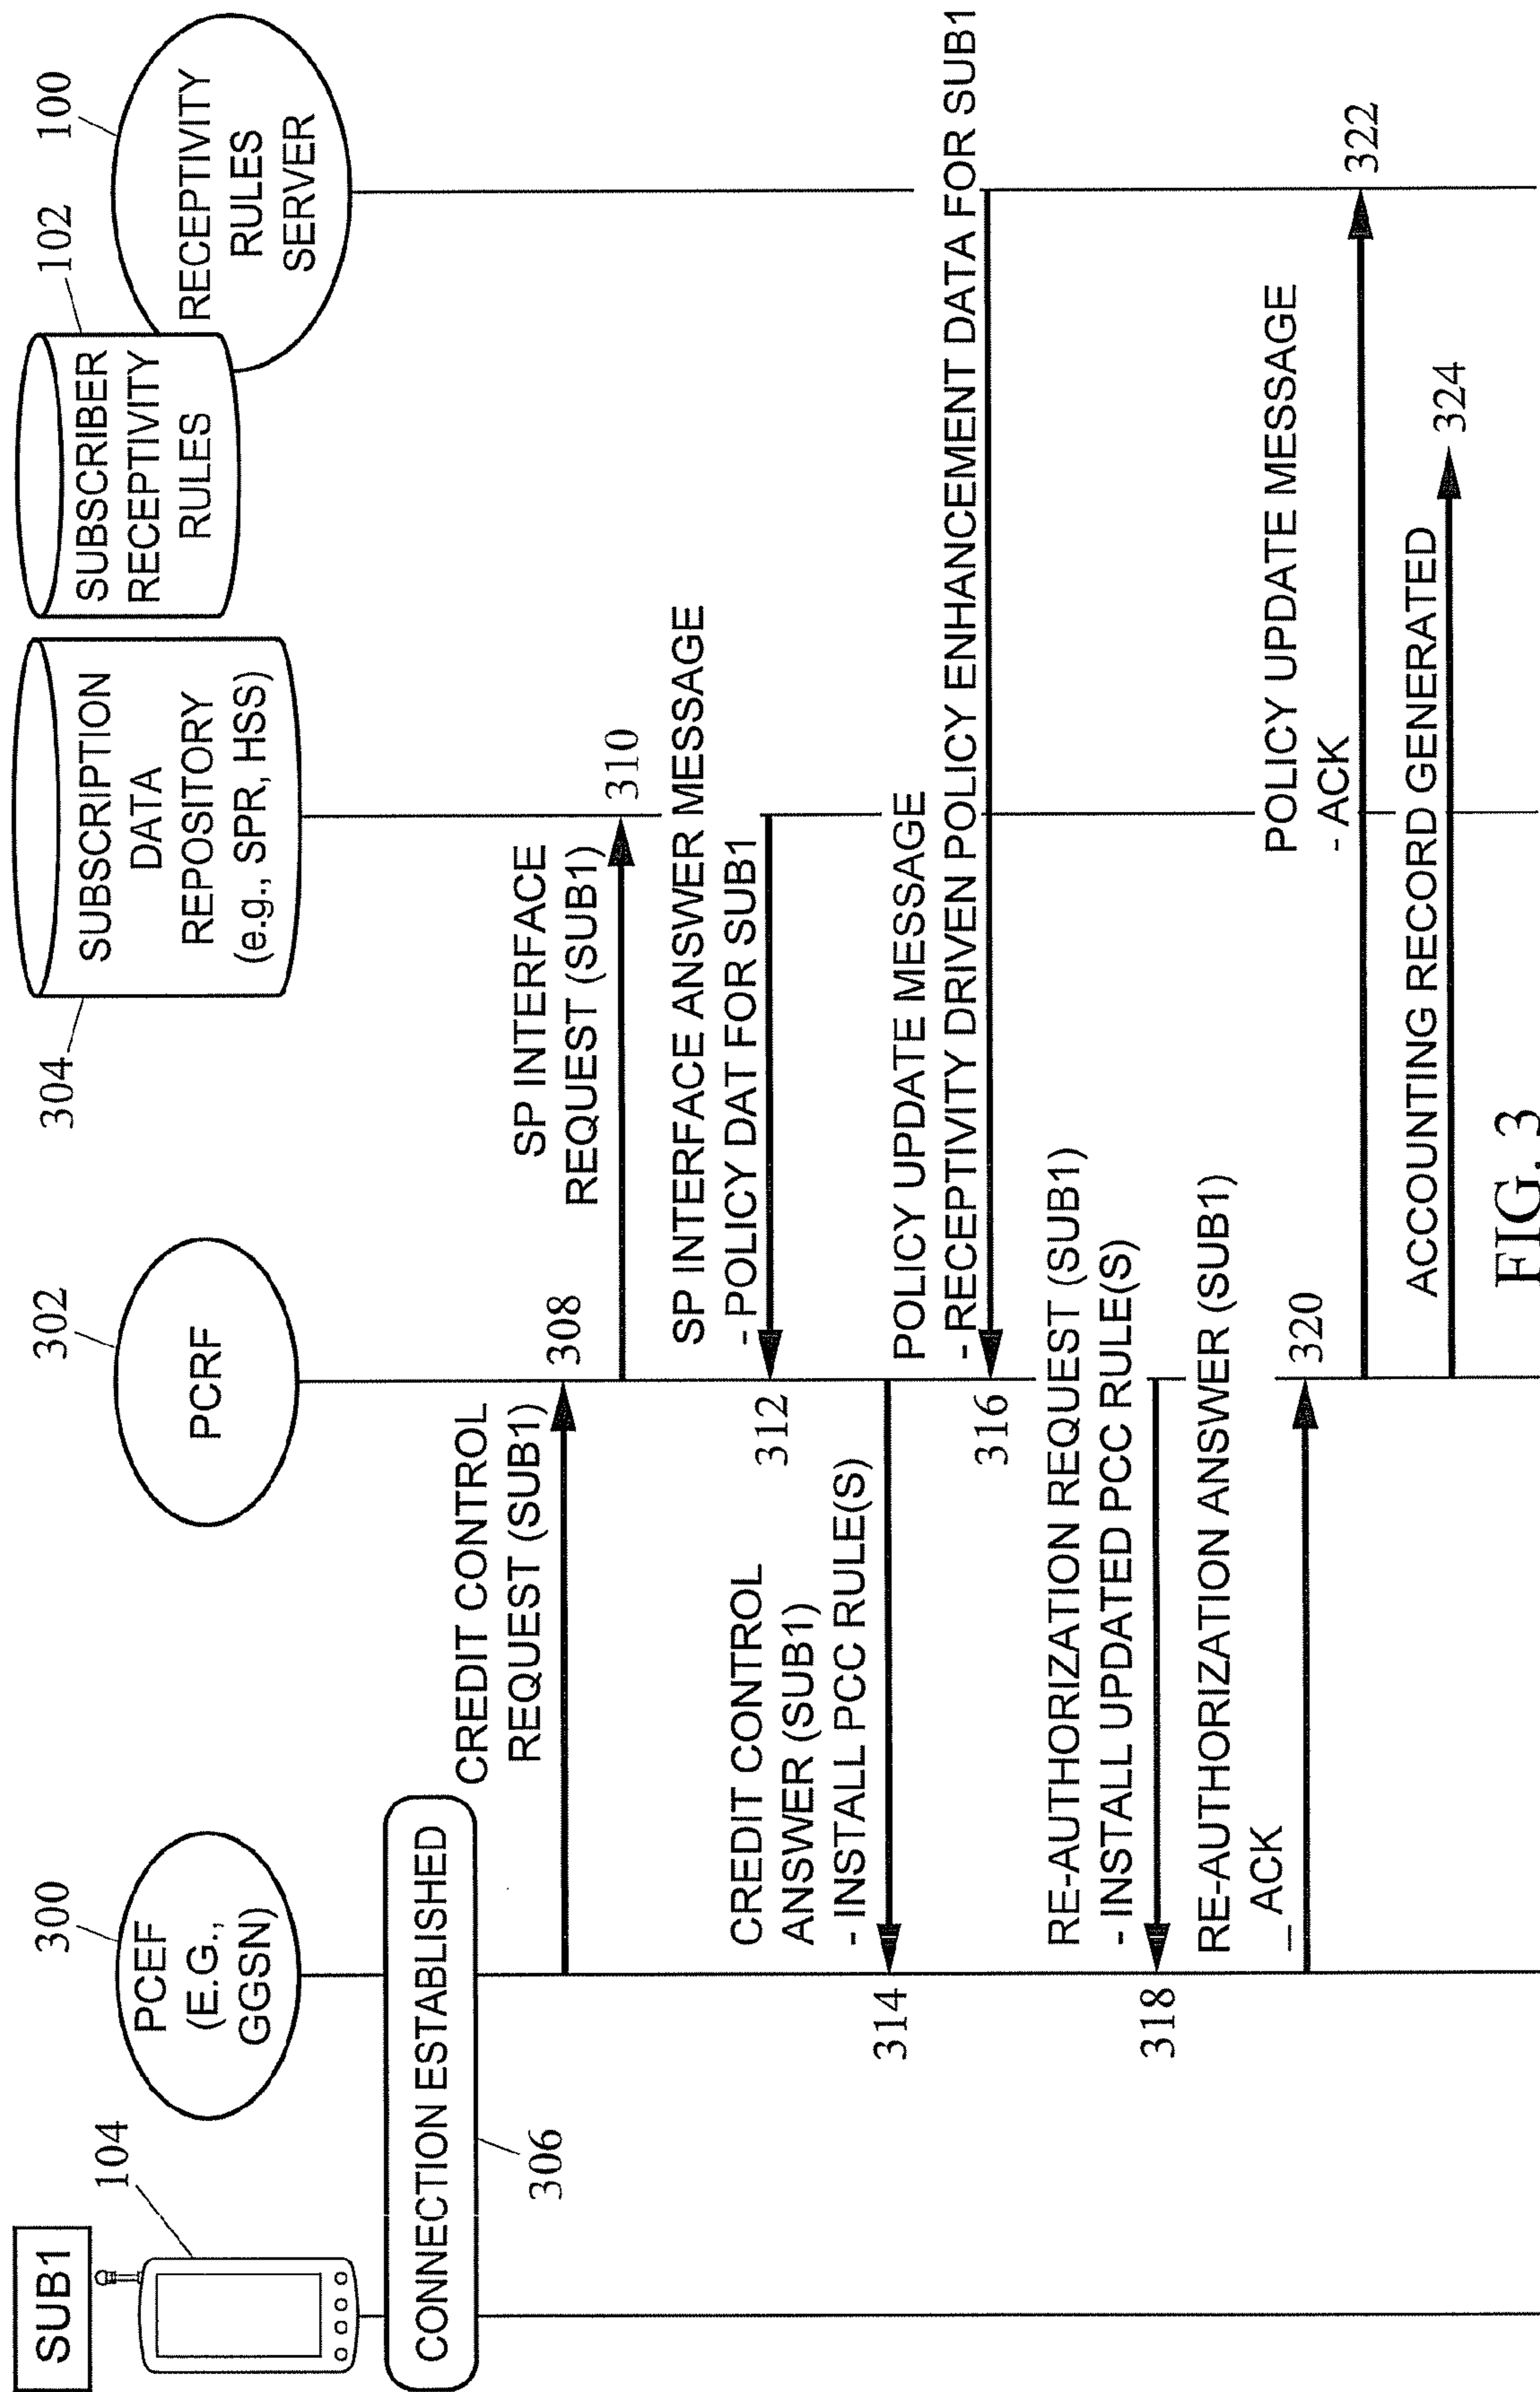 SUB1
104
PCEF
(E.G.,
GGSN)
300
PCRF
302
SUBSCRIPTION
DATA
REPOSITORY
(e.g., SPR, HSS)
304
SUBSCRIBER
RECEPTIVITY
RULES
102
RECEPTIVITY
RULES
SERVER
100
CONNECTION ESTABLISHED
306
CREDIT CONTROL
REQUEST (SUB1)
308
SP INTERFACE
REQUEST (SUB1)
310
SP INTERFACE ANSWER MESSAGE
- POLICY DAT FOR SUB1
312
CREDIT CONTROL
ANSWER (SUB1)
- INSTALL PCC RULE(S)
314
POLICY UPDATE MESSAGE
- RECEPTIVITY DRIVEN POLICY ENHANCEMENT DATA FOR SUB1
316
RE-AUTHORIZATION REQUEST (SUB1)
- INSTALL UPDATED PCC RULE(S)
318
RE-AUTHORIZATION ANSWER (SUB1)
_ ACK
320
POLICY UPDATE MESSAGE
- ACK
322
ACCOUNTING RECORD GENERATED
324
FIG. 3